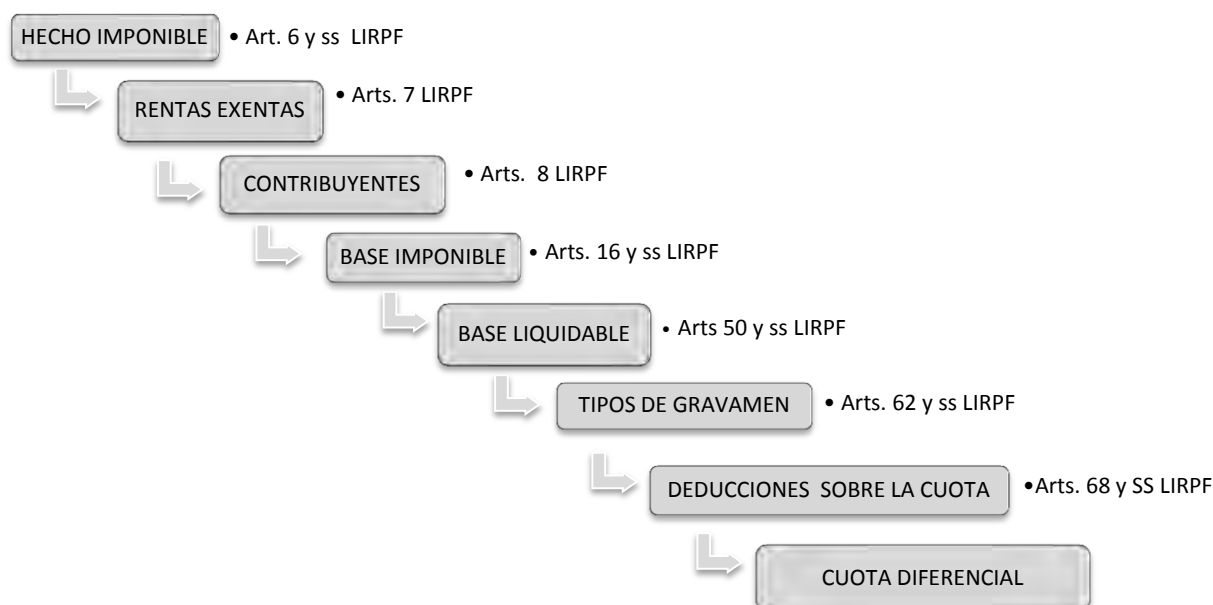 HECHO IMPONIBLE • Art. 6 y ss LIRPF
RENTAS EXENTAS • Arts. 7 LIRPF
CONTRIBUYENTES • Arts. 8 LIRPF
BASE IMPONIBLE • Arts. 16 y ss LIRPF
BASE LIQUIDABLE • Arts 50 y ss LIRPF
TIPOS DE GRAVAMEN • Arts. 62 y ss LIRPF
DEDUCCIONES SOBRE LA CUOTA •Arts. 68 y SS LIRPF
CUOTA DIFERENCIAL